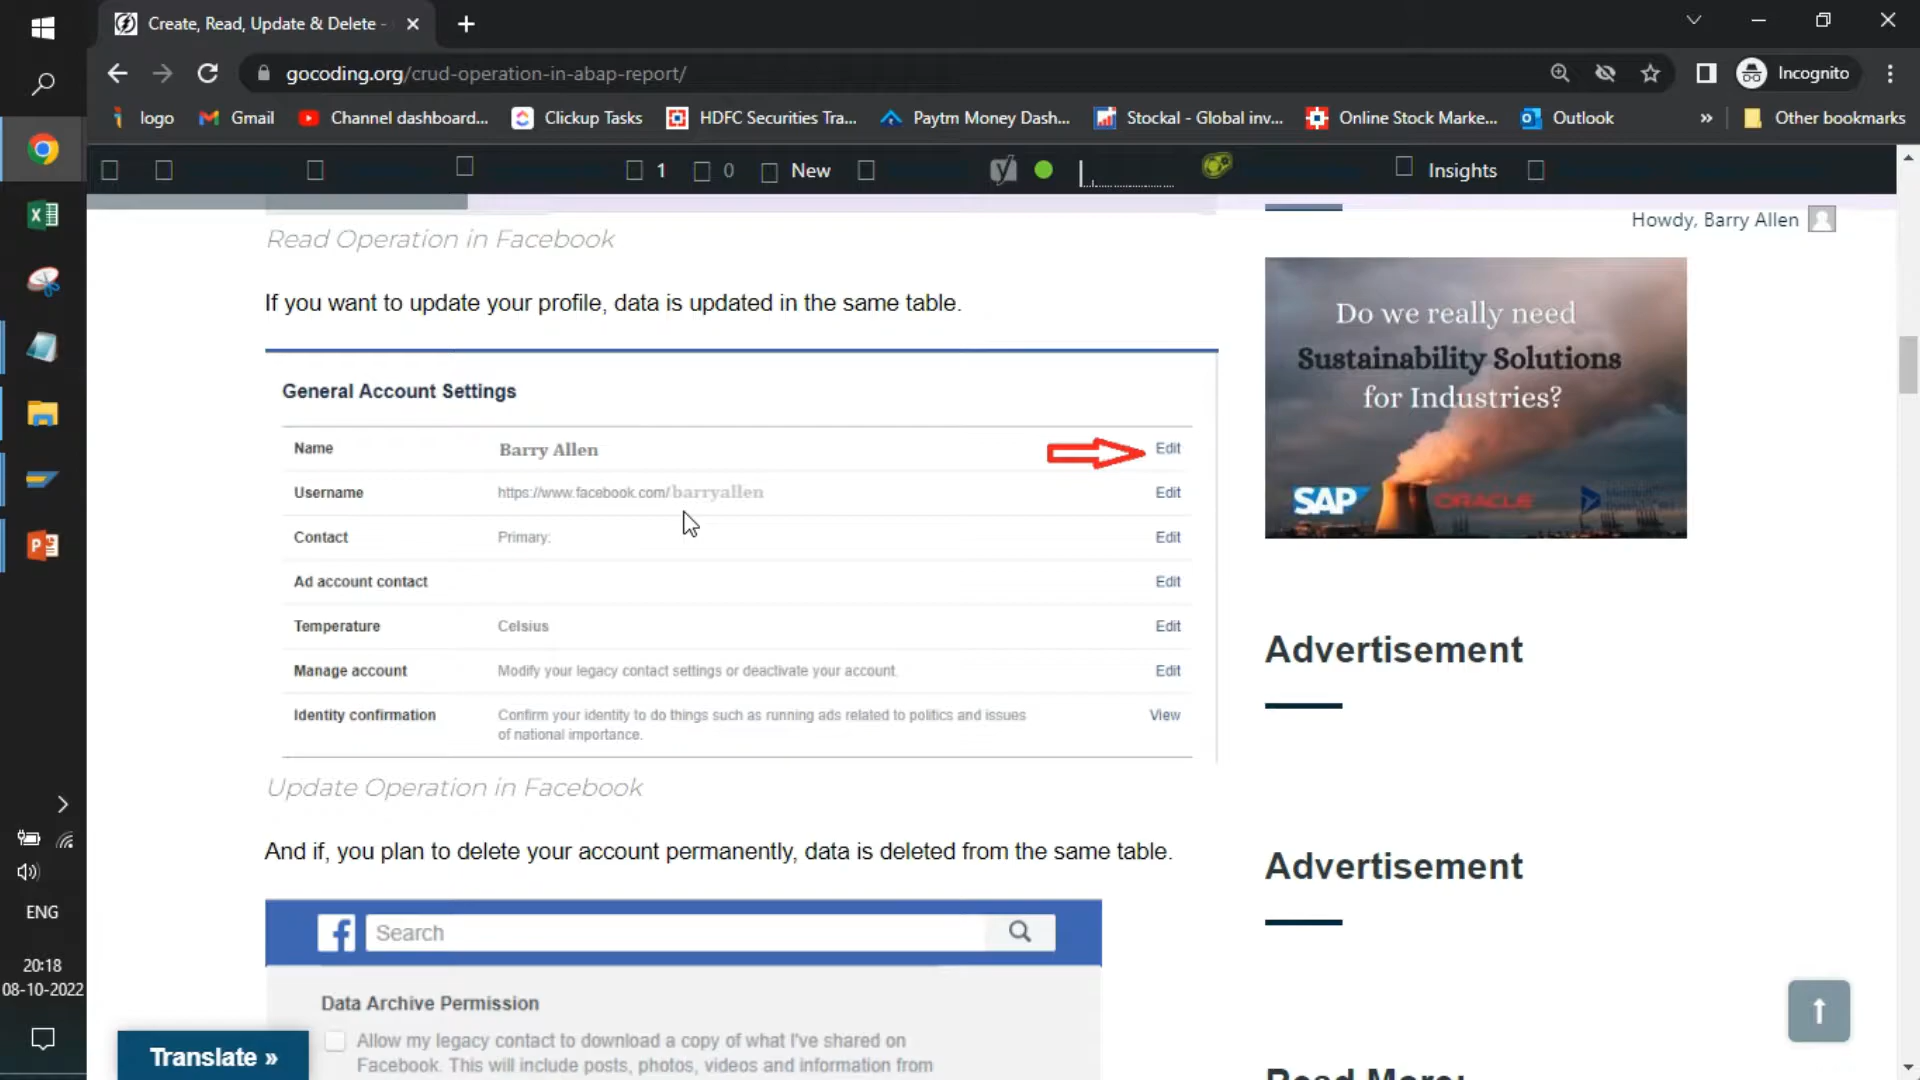 Create, Read, Update & Delete -
gocoding.org/crud-operation-in-abap-report/
Incognito
logo
Gmail
Channel dashboard...
Clickup Tasks
HDFC Securities Tra...
Paytm Money Dash...
Stockal - Global inv...
Online Stock Marke...
Outlook
»
Other bookmarks
1
0
New
Insights
Howdy, Barry Allen
Read Operation in Facebook
If you want to update your profile, data is updated in the same table.
General Account Settings
Name Barry Allen Edit
Username https://www.facebook.com/barryallen Edit
Contact Primary: Edit
Ad account contact Edit
Temperature Celsius Edit
Manage account Modify your legacy contact settings or deactivate your account. Edit
Identity confirmation Confirm your identity to do things such as running ads related to politics and issues View
of national importance.
Update Operation in Facebook
And if, you plan to delete your account permanently, data is deleted from the same table.
Search
Data Archive Permission
Allow my legacy contact to download a copy of what I've shared on
Facebook. This will include posts, photos, videos and information from
Translate »
Do we really need
Sustainability Solutions
for Industries?
SAP
ORACLE
Advertisement
Advertisement
Read More:
ENG
20:18
08-10-2022